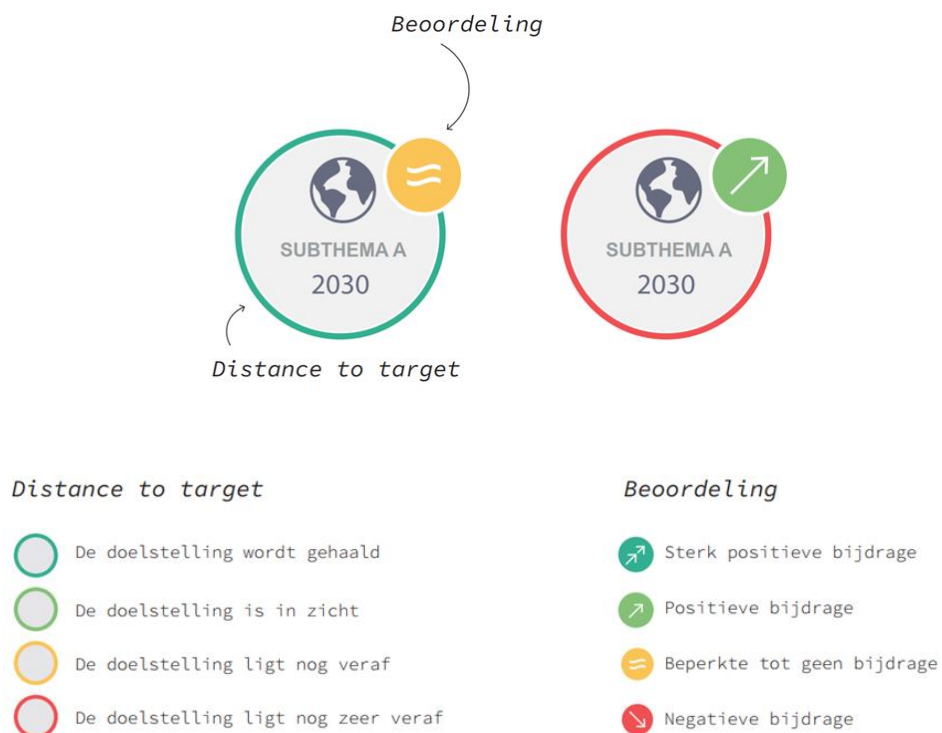 Beoordeling
SUBTHEMA A
2030
SUBTHEMA A
2030
Distance to target
Distance to target
De doelstelling wordt gehaald
De doelstelling is in zicht
De doelstelling ligt nog veraf
De doelstelling ligt nog zeer veraf
Beoordeling
Sterk positieve bijdrage
Positieve bijdrage
Beperkte tot geen bijdrage
Negatieve bijdrage